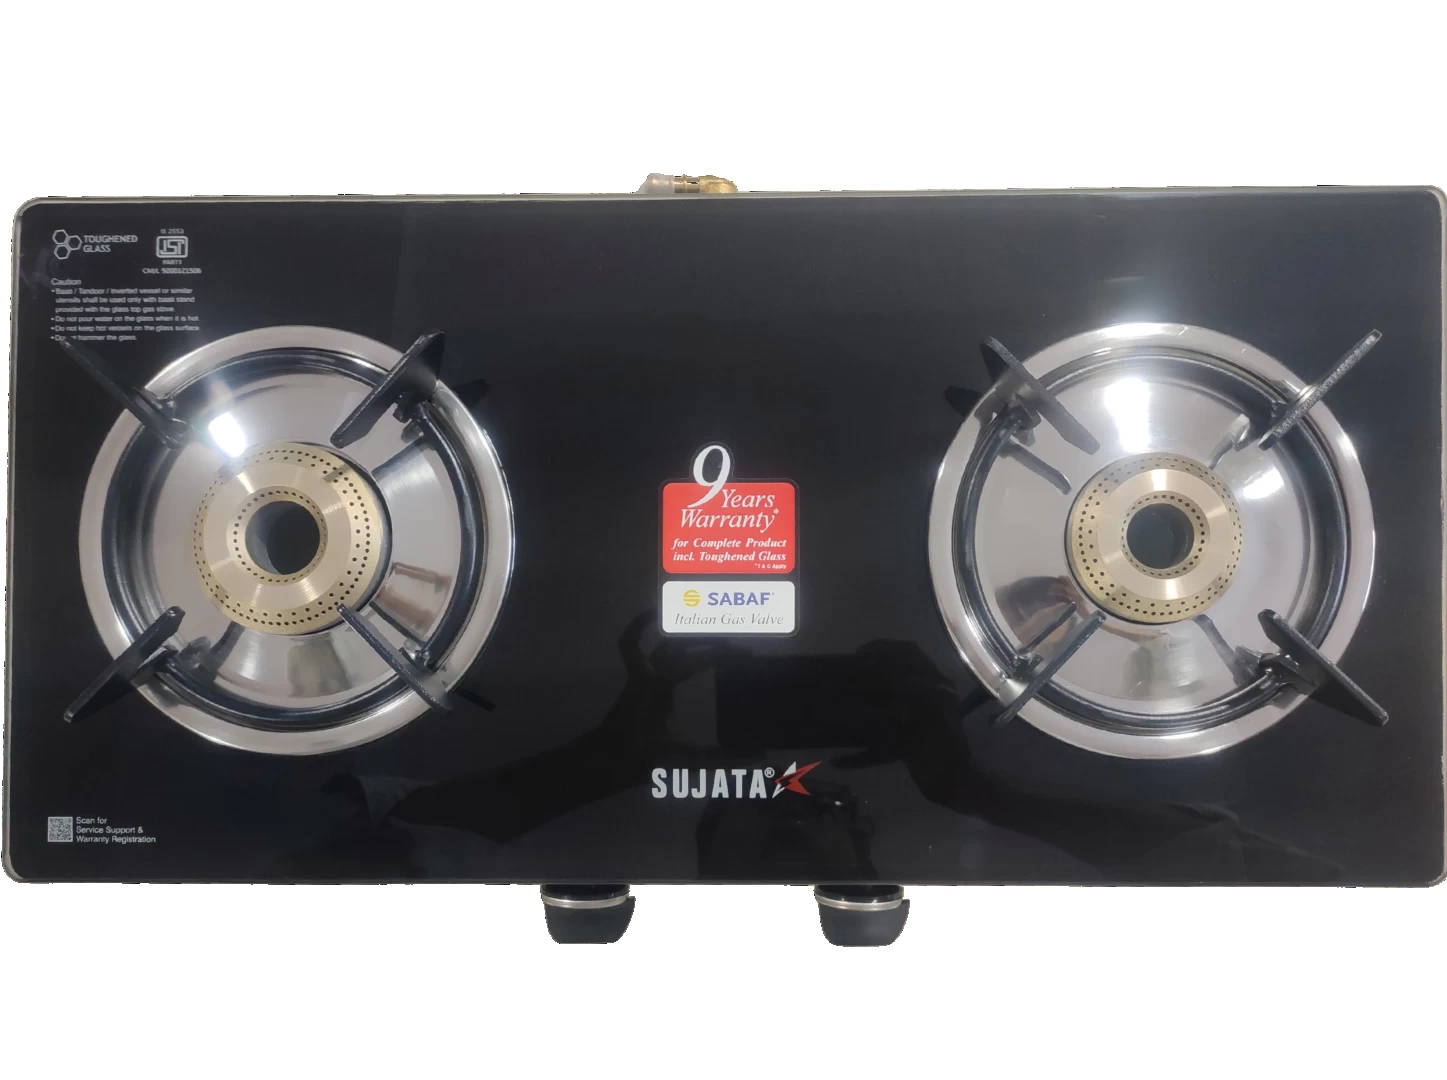 TOUGHENED
GLASS
IS 2553
ISI
PART1
CM/L 9200121506
Caution
• Baati / Tandoor / Inverted vessel or similar
utensils shall be used only with baati stand
provided with the glass top gas stove.
• Do not pour water on the glass when it is hot.
• Do not keep hot vessels on the glass surface.
hammer the glass.
9
Years
Warranty*
for Complete Product
incl. Toughened Glass
*T & C Apply
SABAF
Italian Gas Valve
SUJATA®
Scan for
Service Support &
Warranty Registration